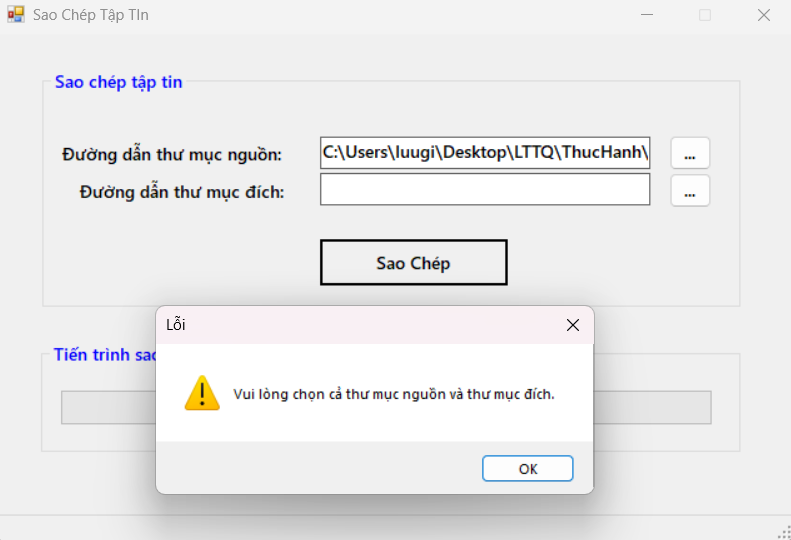 Sao Chép Tập TIn
Sao chép tập tin
Đường dẫn thư mục nguồn:
C:\Users\luugi\Desktop\LTTQ\ThucHanh\
...
Đường dẫn thư mục đích:
...
Sao Chép
Lỗi
Tiến trình sao
Vui lòng chọn cả thư mục nguồn và thư mục đích.
OK